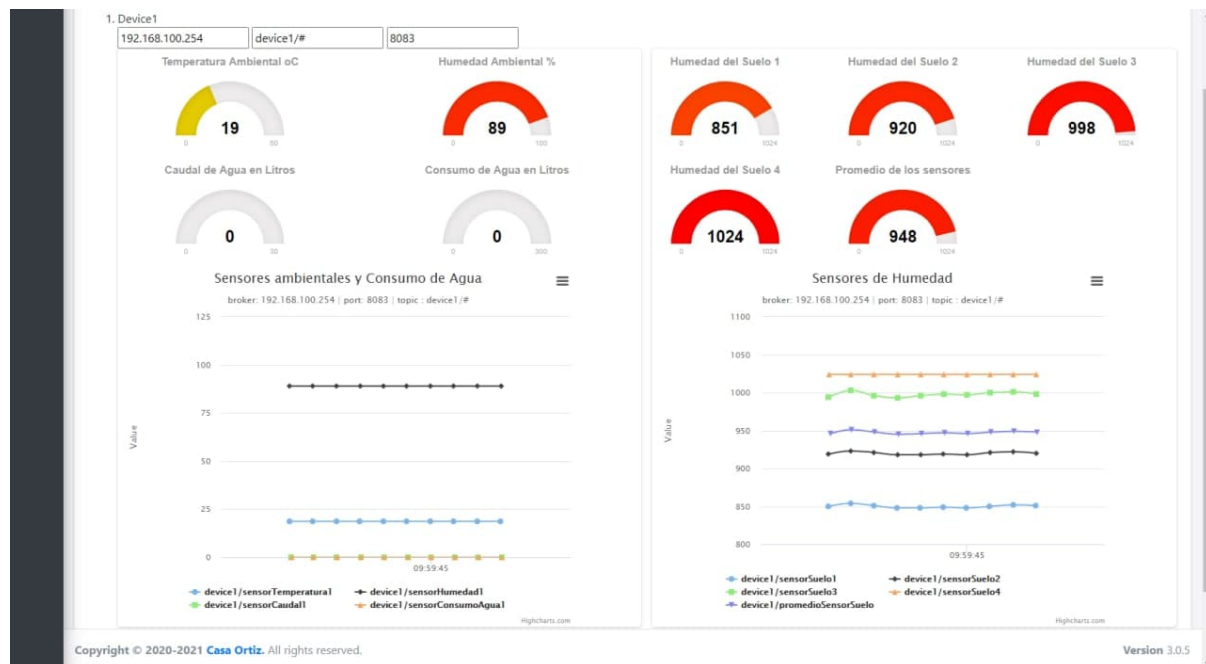 1. Device1
192.168.100.254 device1/# 8083
Temperatura Ambiental oC
19
0 50
Humedad Ambiental %
89
0 100
Caudal de Agua en Litros
0
0 30
Consumo de Agua en Litros
0
0 300
Humedad del Suelo 1
851
0 1024
Humedad del Suelo 2
920
0 1024
Humedad del Suelo 3
998
0 1024
Humedad del Suelo 4
1024
0 1024
Promedio de los sensores
948
0 1024
Sensores ambientales y Consumo de Agua
broker: 192.168.100.254 | port: 8083 | topic : device1/#
Value
125
100
75
50
25
0
09:59:45
device1/sensorTemperatura1 device1/sensorHumedad1
device1/sensorCaudal1 device1/sensorConsumoAgua1
Highcharts.com
Sensores de Humedad
broker: 192.168.100.254 | port: 8083 | topic : device1/#
Value
1100
1050
1000
950
900
850
800
09:59:45
device1/sensorSuelo1 device1/sensorSuelo2
device1/sensorSuelo3 device1/sensorSuelo4
device1/promedioSensorSuelo
Highcharts.com
Copyright © 2020-2021 Casa Ortiz. All rights reserved.
Version 3.0.5